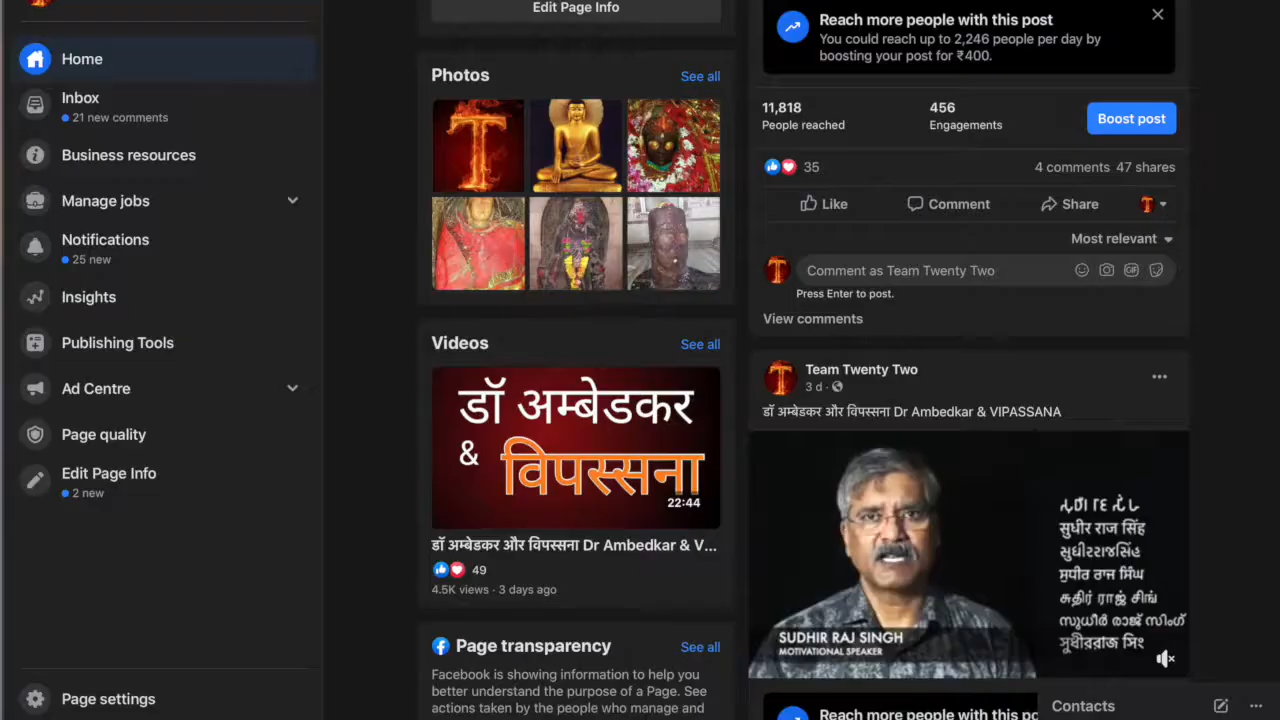 Home
Inbox
21 new comments
Business resources
Manage jobs
Notifications
25 new
Insights
Publishing Tools
Ad Centre
Page quality
Edit Page Info
2 new
Page settings
Edit Page Info
Photos
See all
T
Videos
See all
डॉ अम्बेडकर
&
विपस्सना
22:44
डॉ अम्बेडकर और विपस्सना Dr Ambedkar & V...
49
4.5K views · 3 days ago
Page transparency
See all
Facebook is showing information to help you
better understand the purpose of a Page. See
actions taken by the people who manage and
Reach more people with this post
You could reach up to 2,246 people per day by
boosting your post for ₹400.
11,818
People reached
456
Engagements
Boost post
35
4 comments 47 shares
Like
Comment
Share
Most relevant
Comment as Team Twenty Two
GIF
Press Enter to post.
View comments
Team Twenty Two
3 d ·
डॉ अम्बेडकर और विपस्सना Dr Ambedkar & VIPASSANA
सुधीर राज सिंह
ਸੁਧੀਰਰਾਜਸਿੰਹ
சுதிர் ராஜ் சிங்
സുധീർ രാജ് സിംഗ്
SUDHIR RAJ SINGH
MOTIVATIONAL SPEAKER
Reach more people with this po
Contacts